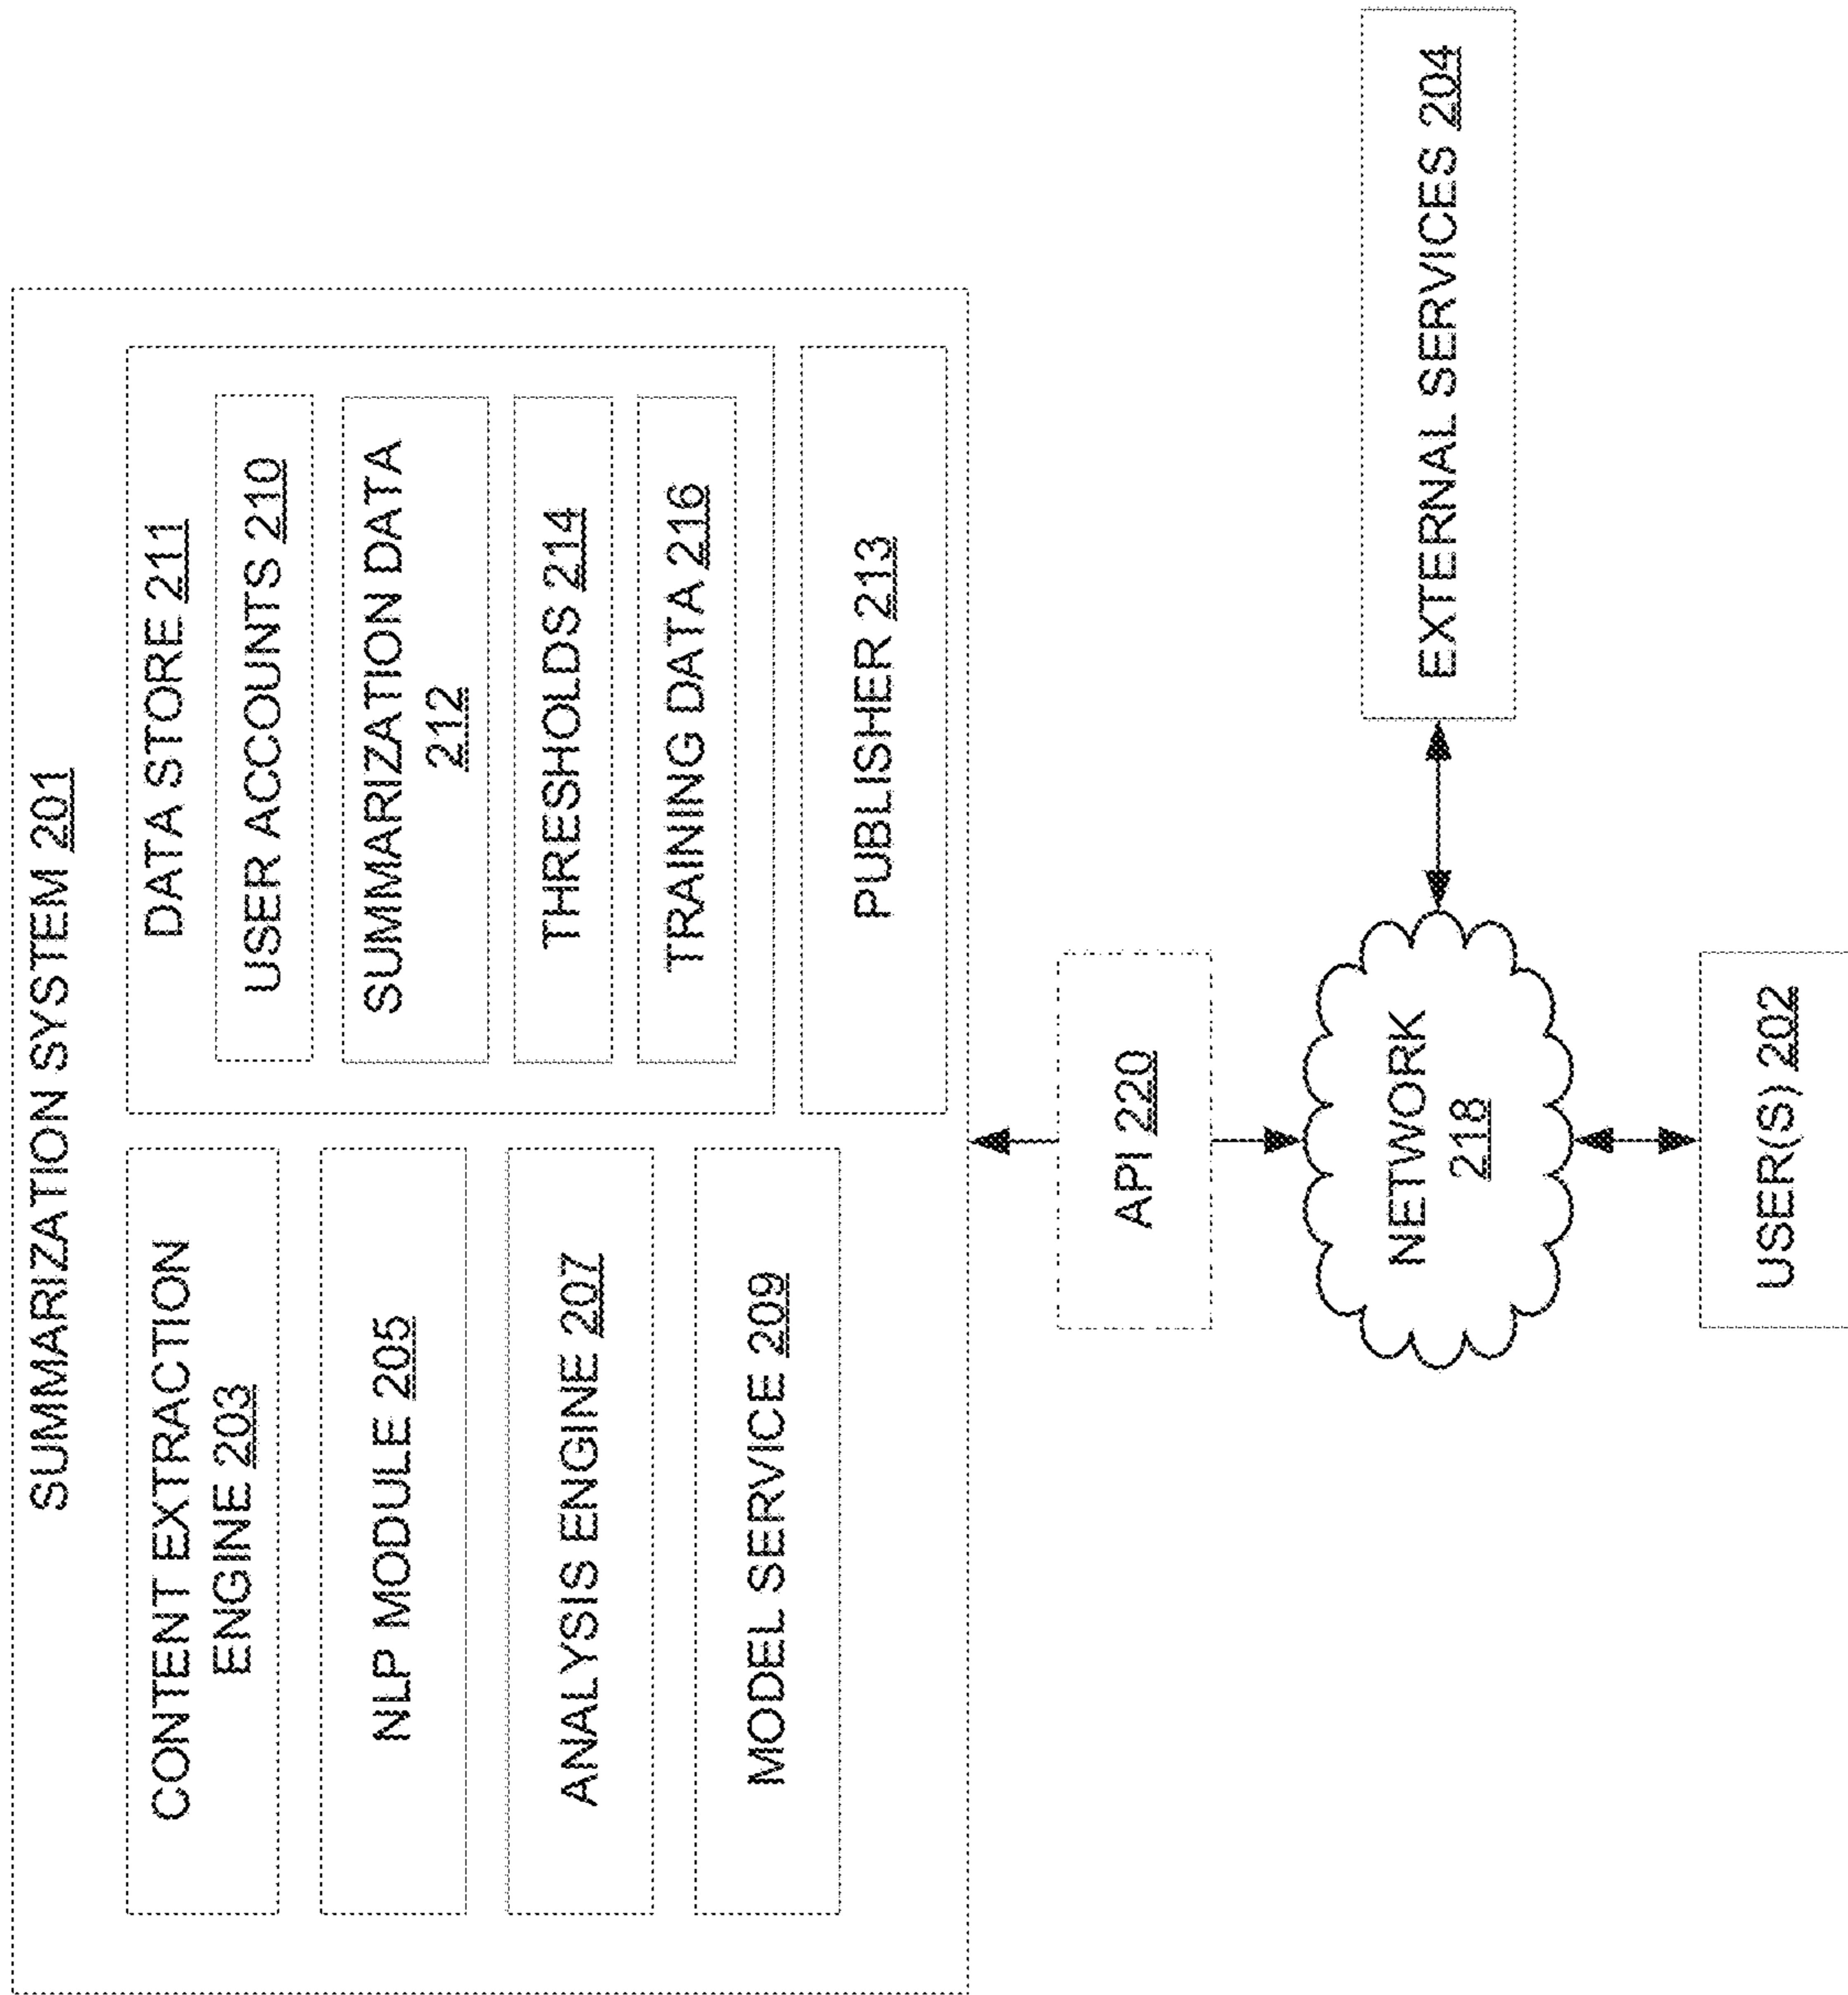 SUMMARIZATION SYSTEM 201
CONTENT EXTRACTION
ENGINE 203
NLP MODULE 205
ANALYSIS ENGINE 207
MODEL SERVICE 209
DATA STORE 211
USER ACCOUNTS 210
SUMMARIZATION DATA
212
THRESHOLDS 214
TRAINING DATA 216
PUBLISHER 213
API 220
NETWORK
218
EXTERNAL SERVICES 204
USER(S) 202